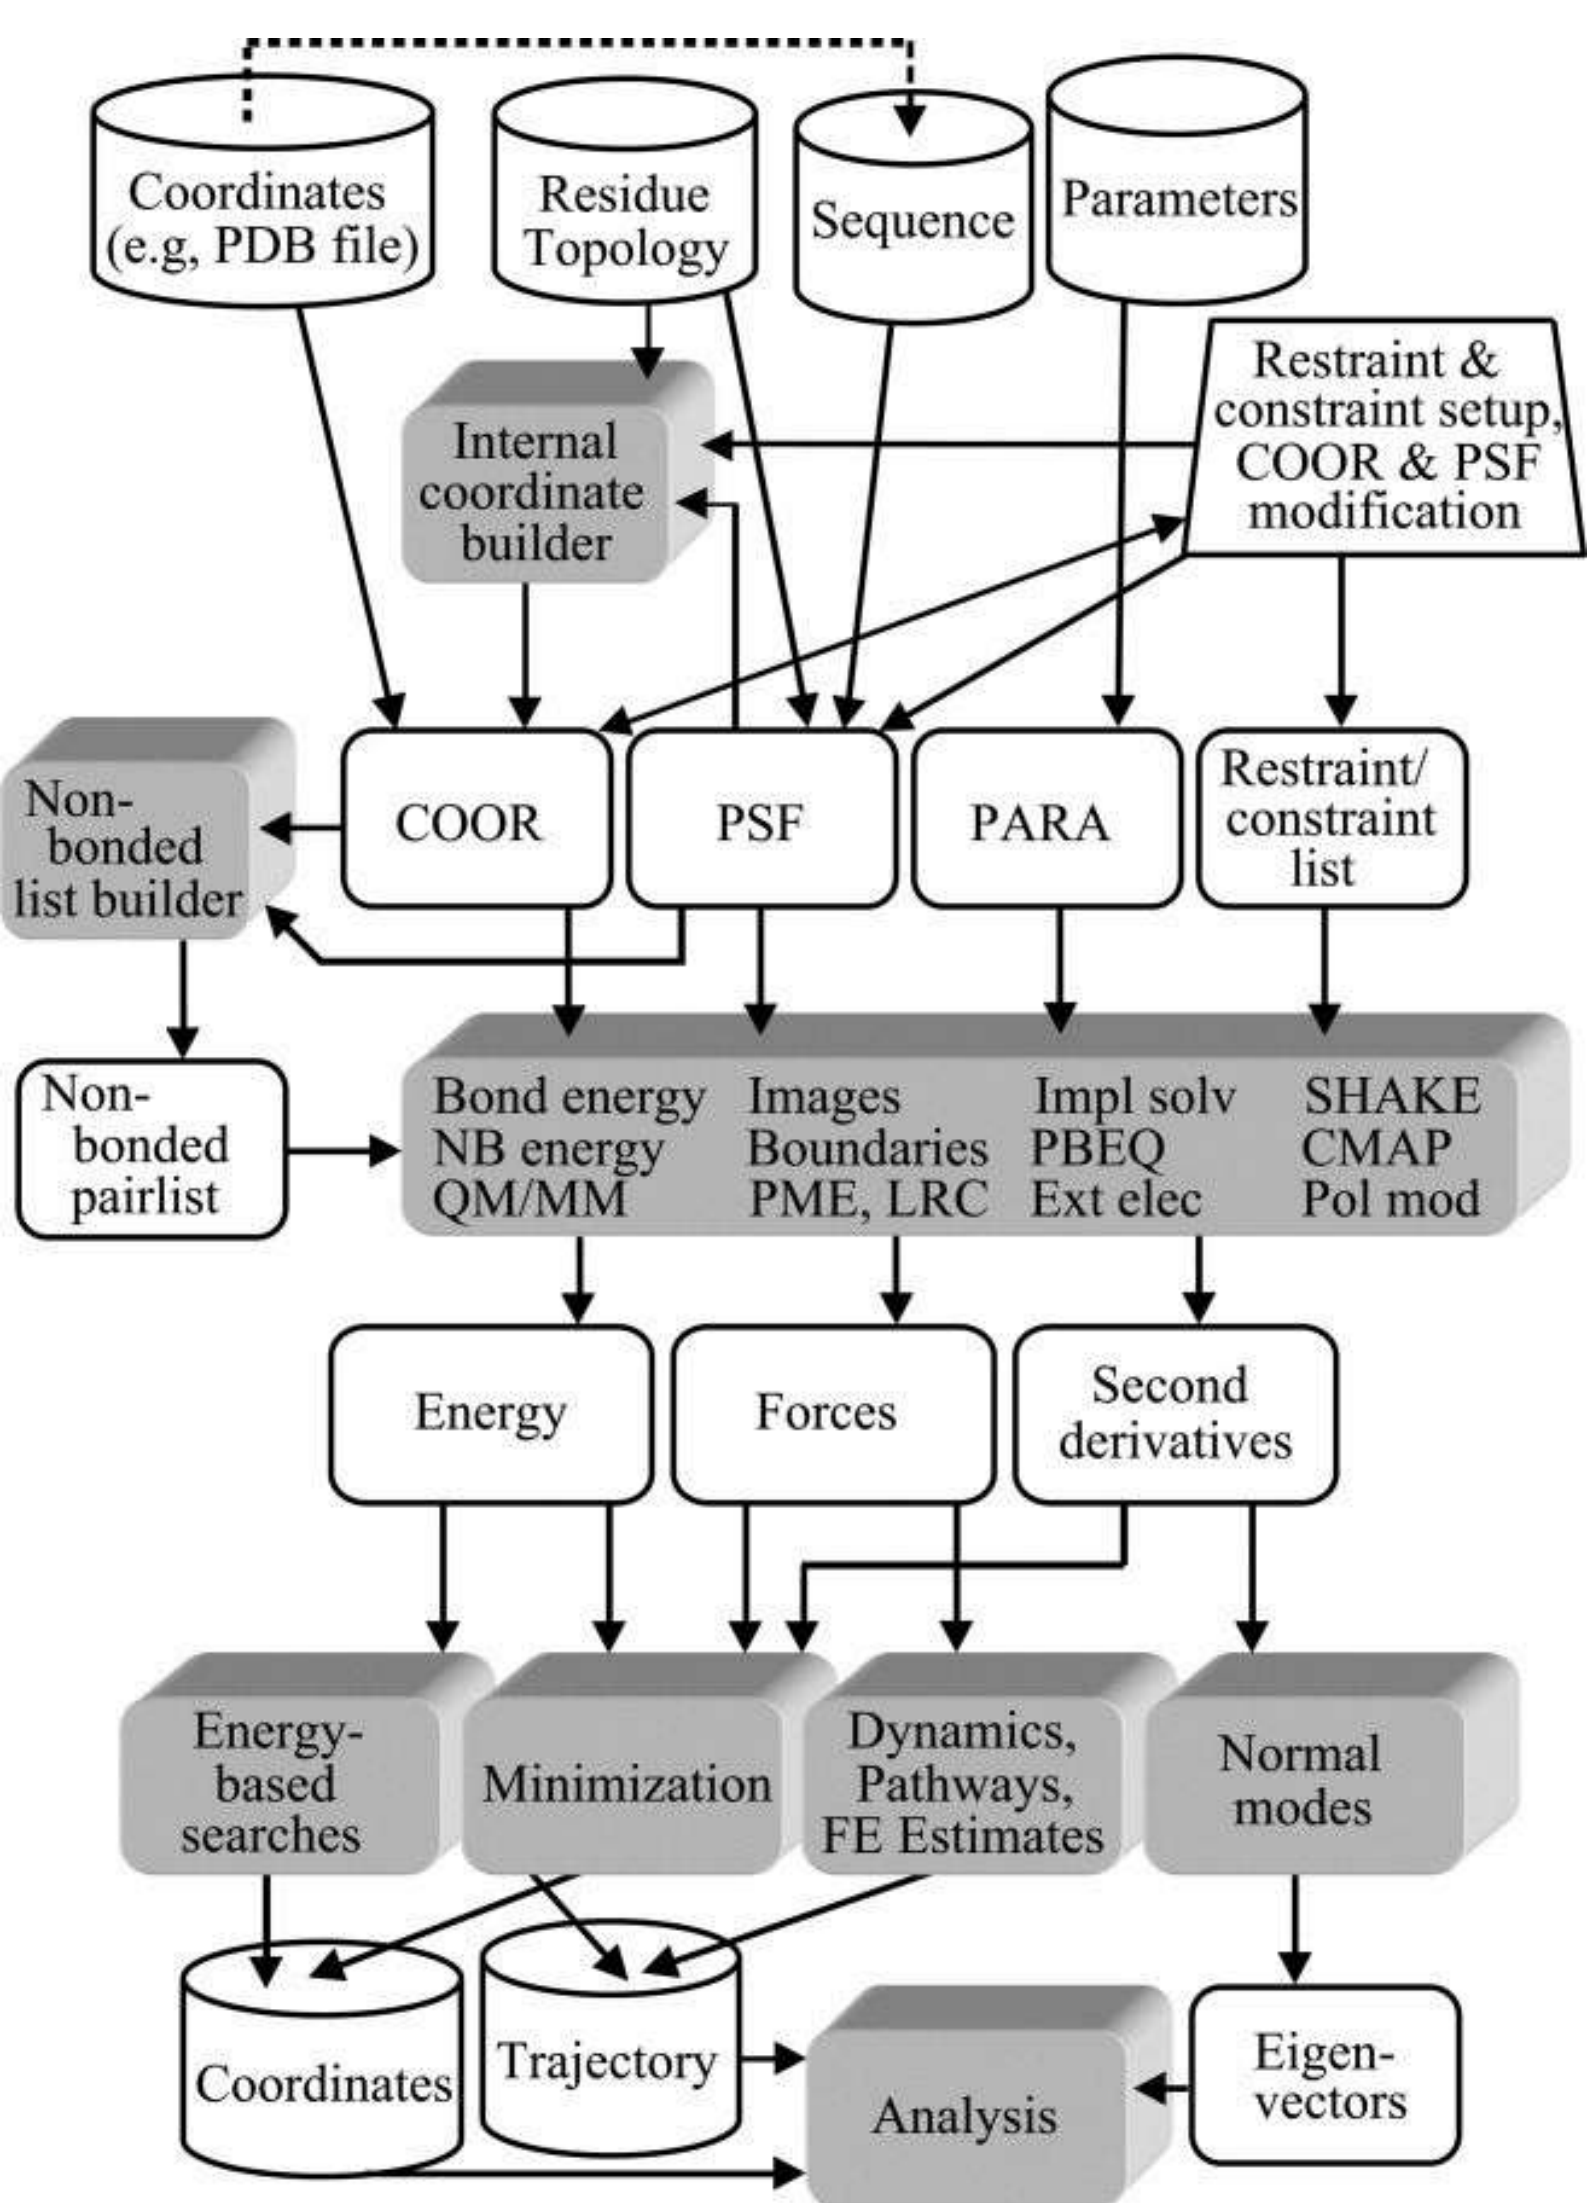 Coordinates
(e.g, PDB file)
Residue
Topology
Sequence
Parameters
Restraint &
constraint setup,
COOR & PSF
modification
Internal
coordinate
builder
Non-
bonded
list builder
COOR
PSF
PARA
Restraint/
constraint
list
Non-
bonded
pairlist
Bond energy
NB energy
QM/MM
Images
Boundaries
PME, LRC
Impl solv
PBEQ
Ext elec
SHAKE
CMAP
Pol mod
Energy
Forces
Second
derivatives
Energy-
based
searches
Minimization
Dynamics,
Pathways,
FE Estimates
Normal
modes
Coordinates
Trajectory
Analysis
Eigen-
vectors